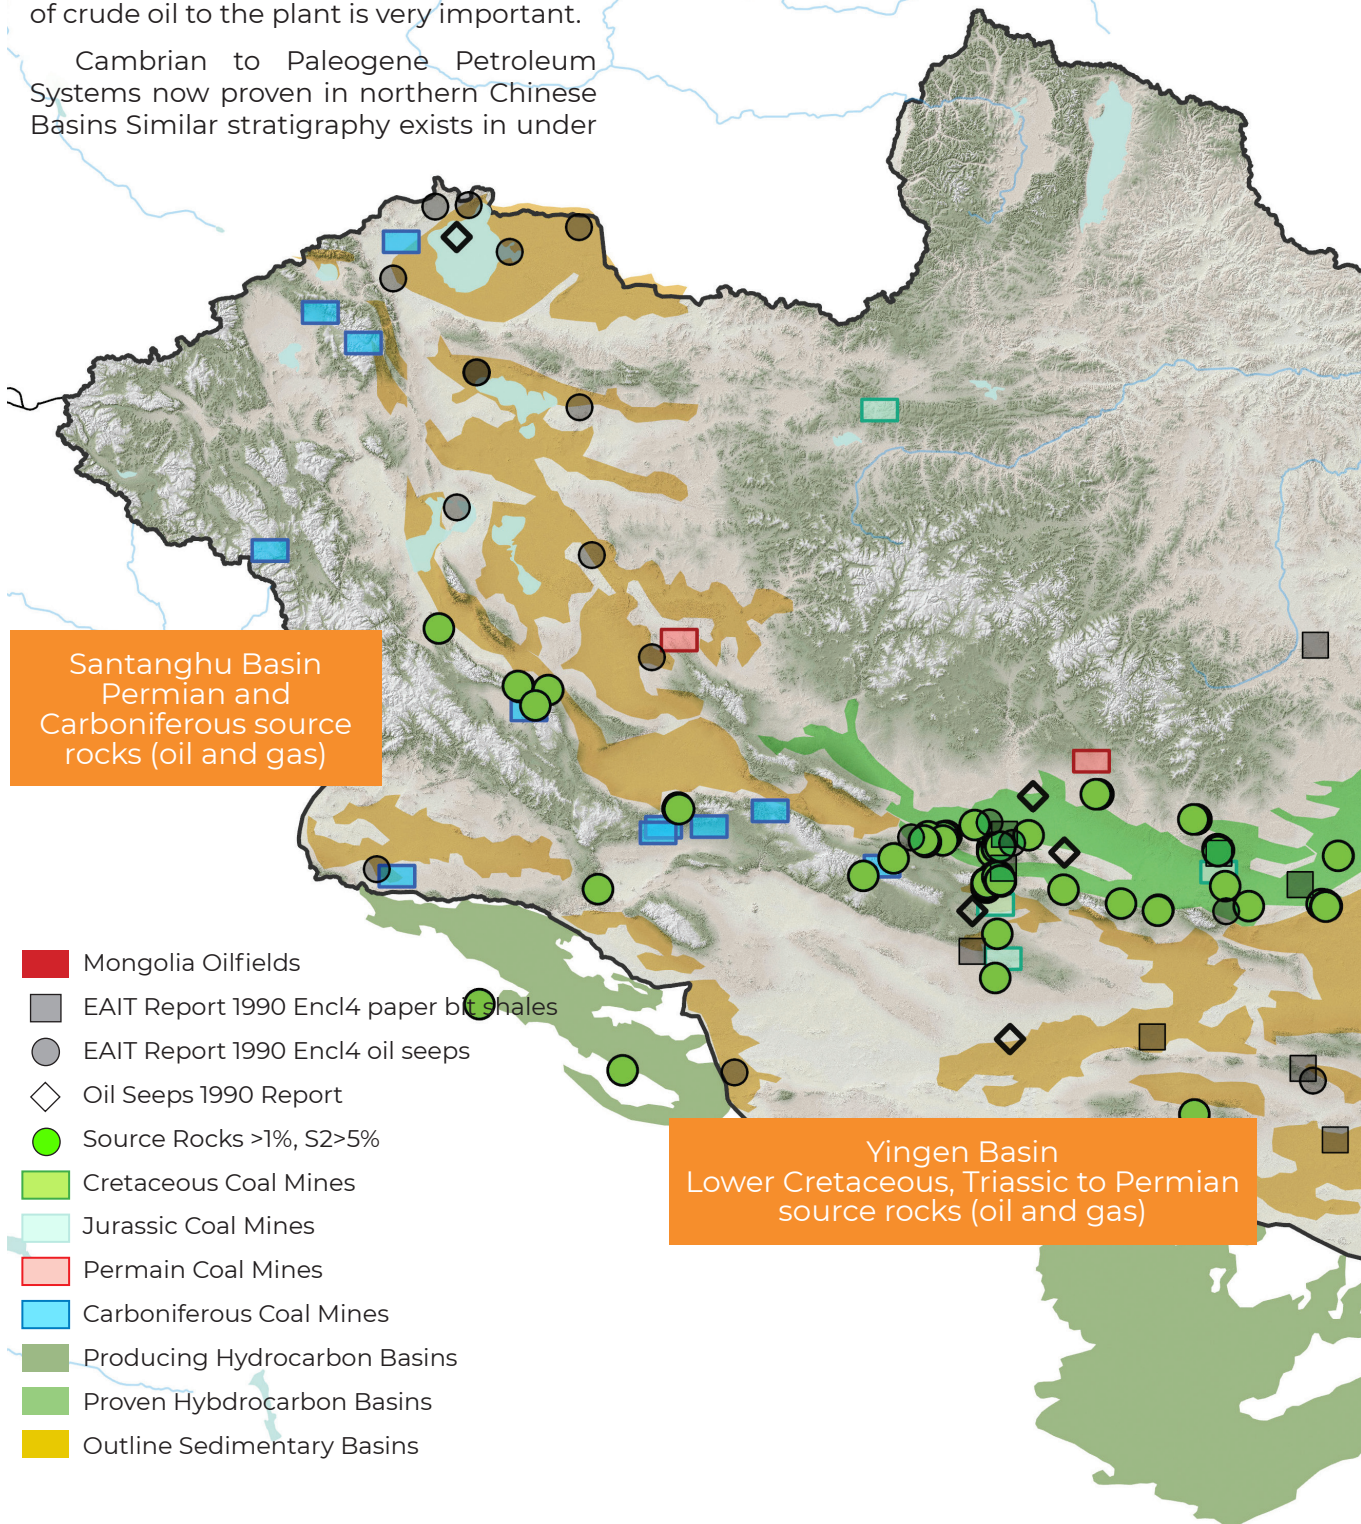 of crude oil to the plant is very important.
Cambrian to Paleogene Petroleum
Systems now proven in northern Chinese
Basins Similar stratigraphy exists in under
Santanghu Basin
Permian and
Carboniferous source
rocks (oil and gas)
Mongolia Oilfields
EAIT Report 1990 Encl4 paper bit shales
EAIT Report 1990 Encl4 oil seeps
Oil Seeps 1990 Report
Source Rocks >1%, S2>5%
Cretaceous Coal Mines
Jurassic Coal Mines
Permain Coal Mines
Carboniferous Coal Mines
Producing Hydrocarbon Basins
Proven Hybdrocarbon Basins
Outline Sedimentary Basins
Yingen Basin
Lower Cretaceous, Triassic to Permian
source rocks (oil and gas)